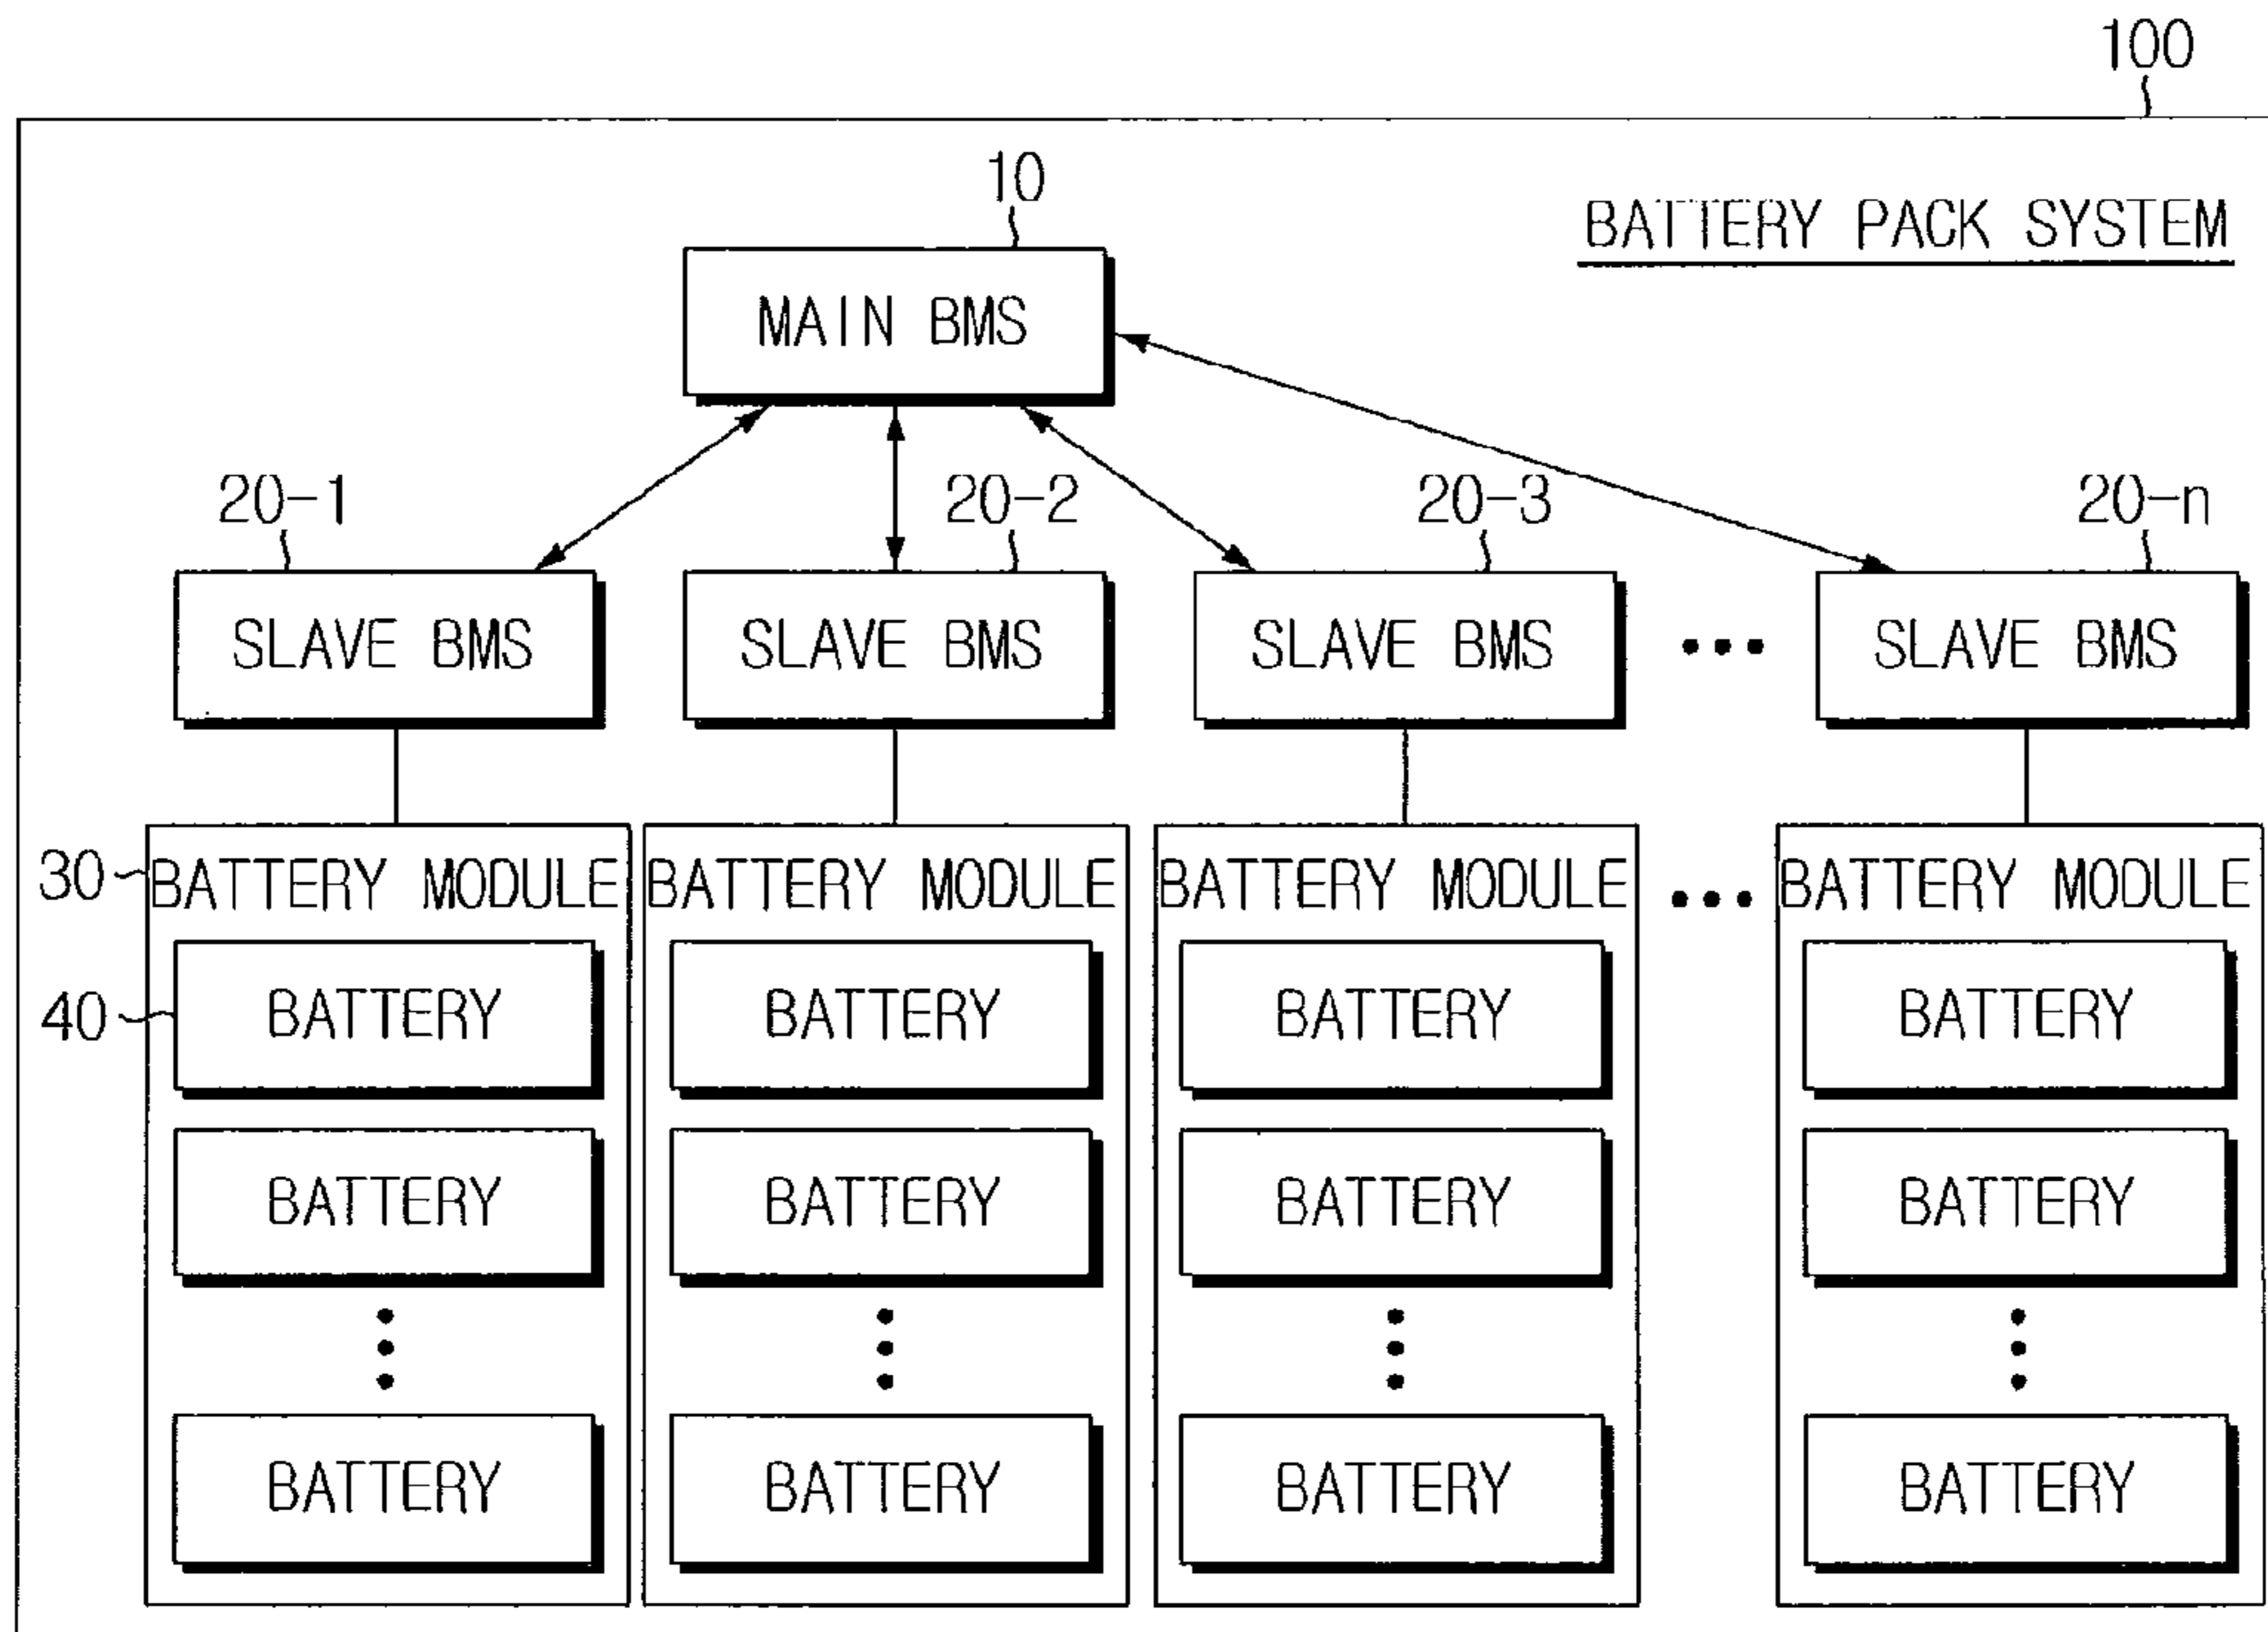 100
10
BATTERY PACK SYSTEM
MAIN BMS
20-1 20-2 20-3 20-n
SLAVE BMS SLAVE BMS SLAVE BMS ••• SLAVE BMS
30 BATTERY MODULE BATTERY MODULE BATTERY MODULE ••• BATTERY MODULE
40 BATTERY BATTERY BATTERY BATTERY
BATTERY BATTERY BATTERY BATTERY
BATTERY BATTERY BATTERY BATTERY